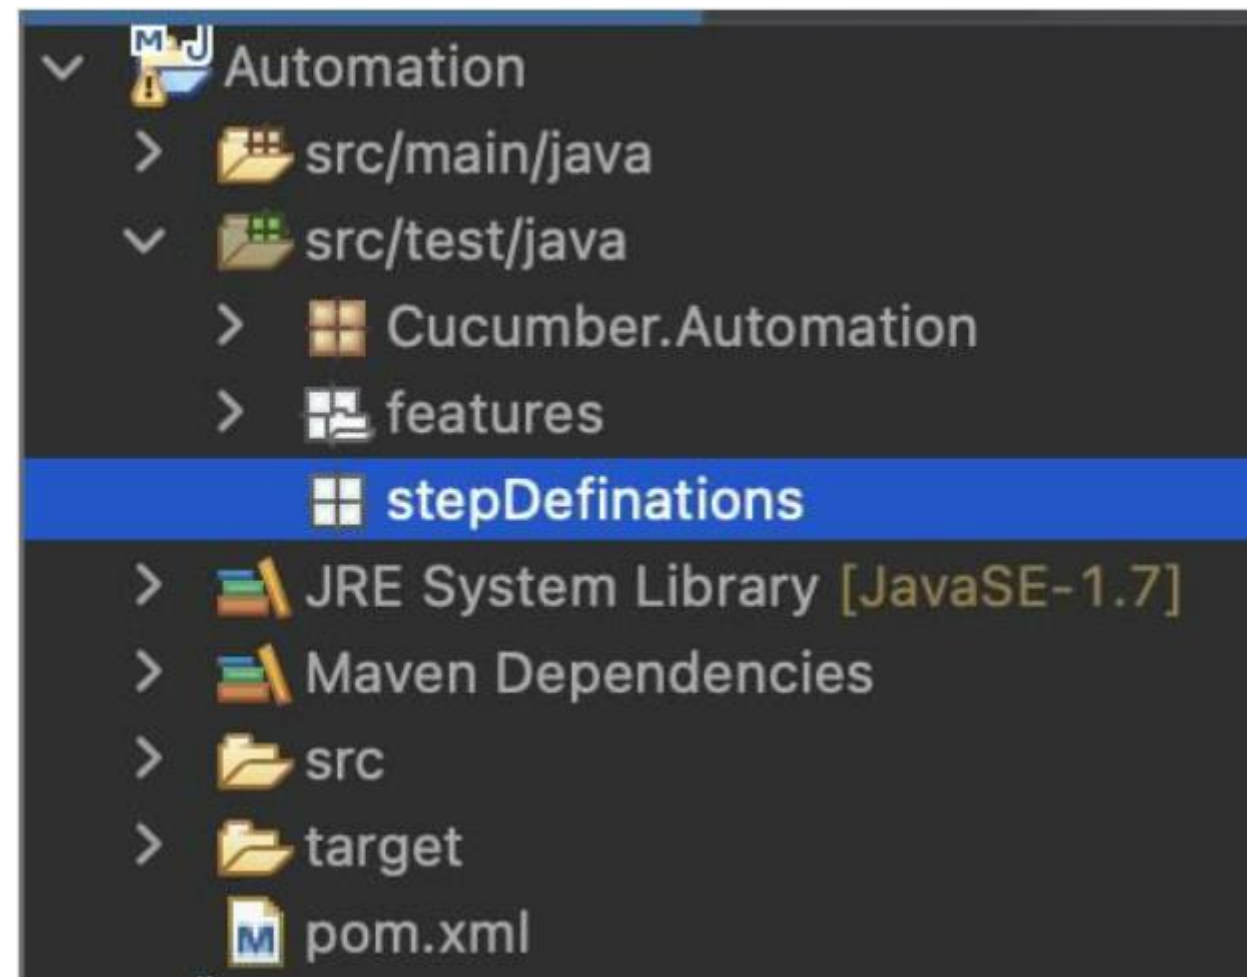 Automation
src/main/java
src/test/java
Cucumber.Automation
features
stepDefinations
JRE System Library [JavaSE-1.7]
Maven Dependencies
src
target
pom.xml